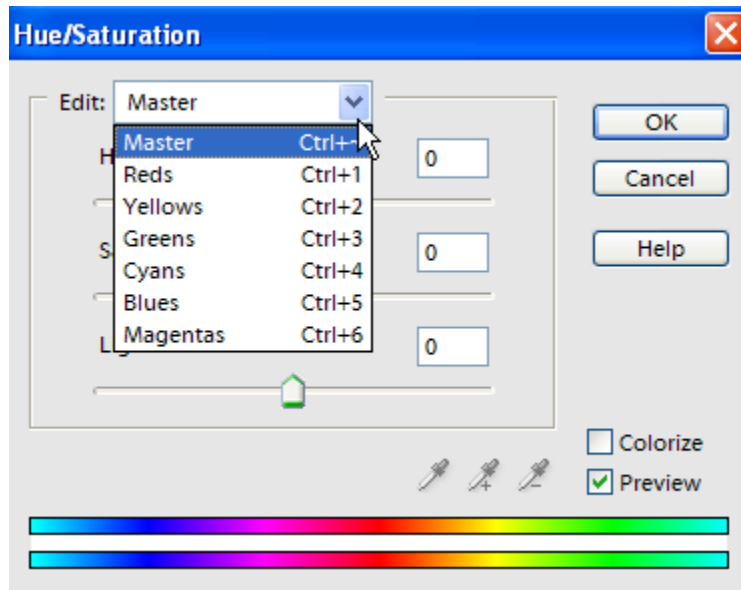 Hue/Saturation
Edit: Master
Master Ctrl+~
Reds Ctrl+1
Yellows Ctrl+2
Greens Ctrl+3
Cyans Ctrl+4
Blues Ctrl+5
Magentas Ctrl+6
0
0
0
OK
Cancel
Help
Colorize
Preview